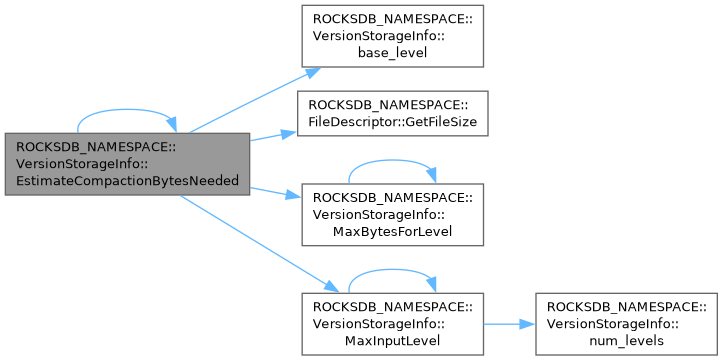 ROCKSDB_NAMESPACE::
VersionStorageInfo::
EstimateCompactionBytesNeeded
ROCKSDB_NAMESPACE::
VersionStorageInfo::
base_level
ROCKSDB_NAMESPACE::
FileDescriptor::GetFileSize
ROCKSDB_NAMESPACE::
VersionStorageInfo::
MaxBytesForLevel
ROCKSDB_NAMESPACE::
VersionStorageInfo::
MaxInputLevel
ROCKSDB_NAMESPACE::
VersionStorageInfo::
num_levels